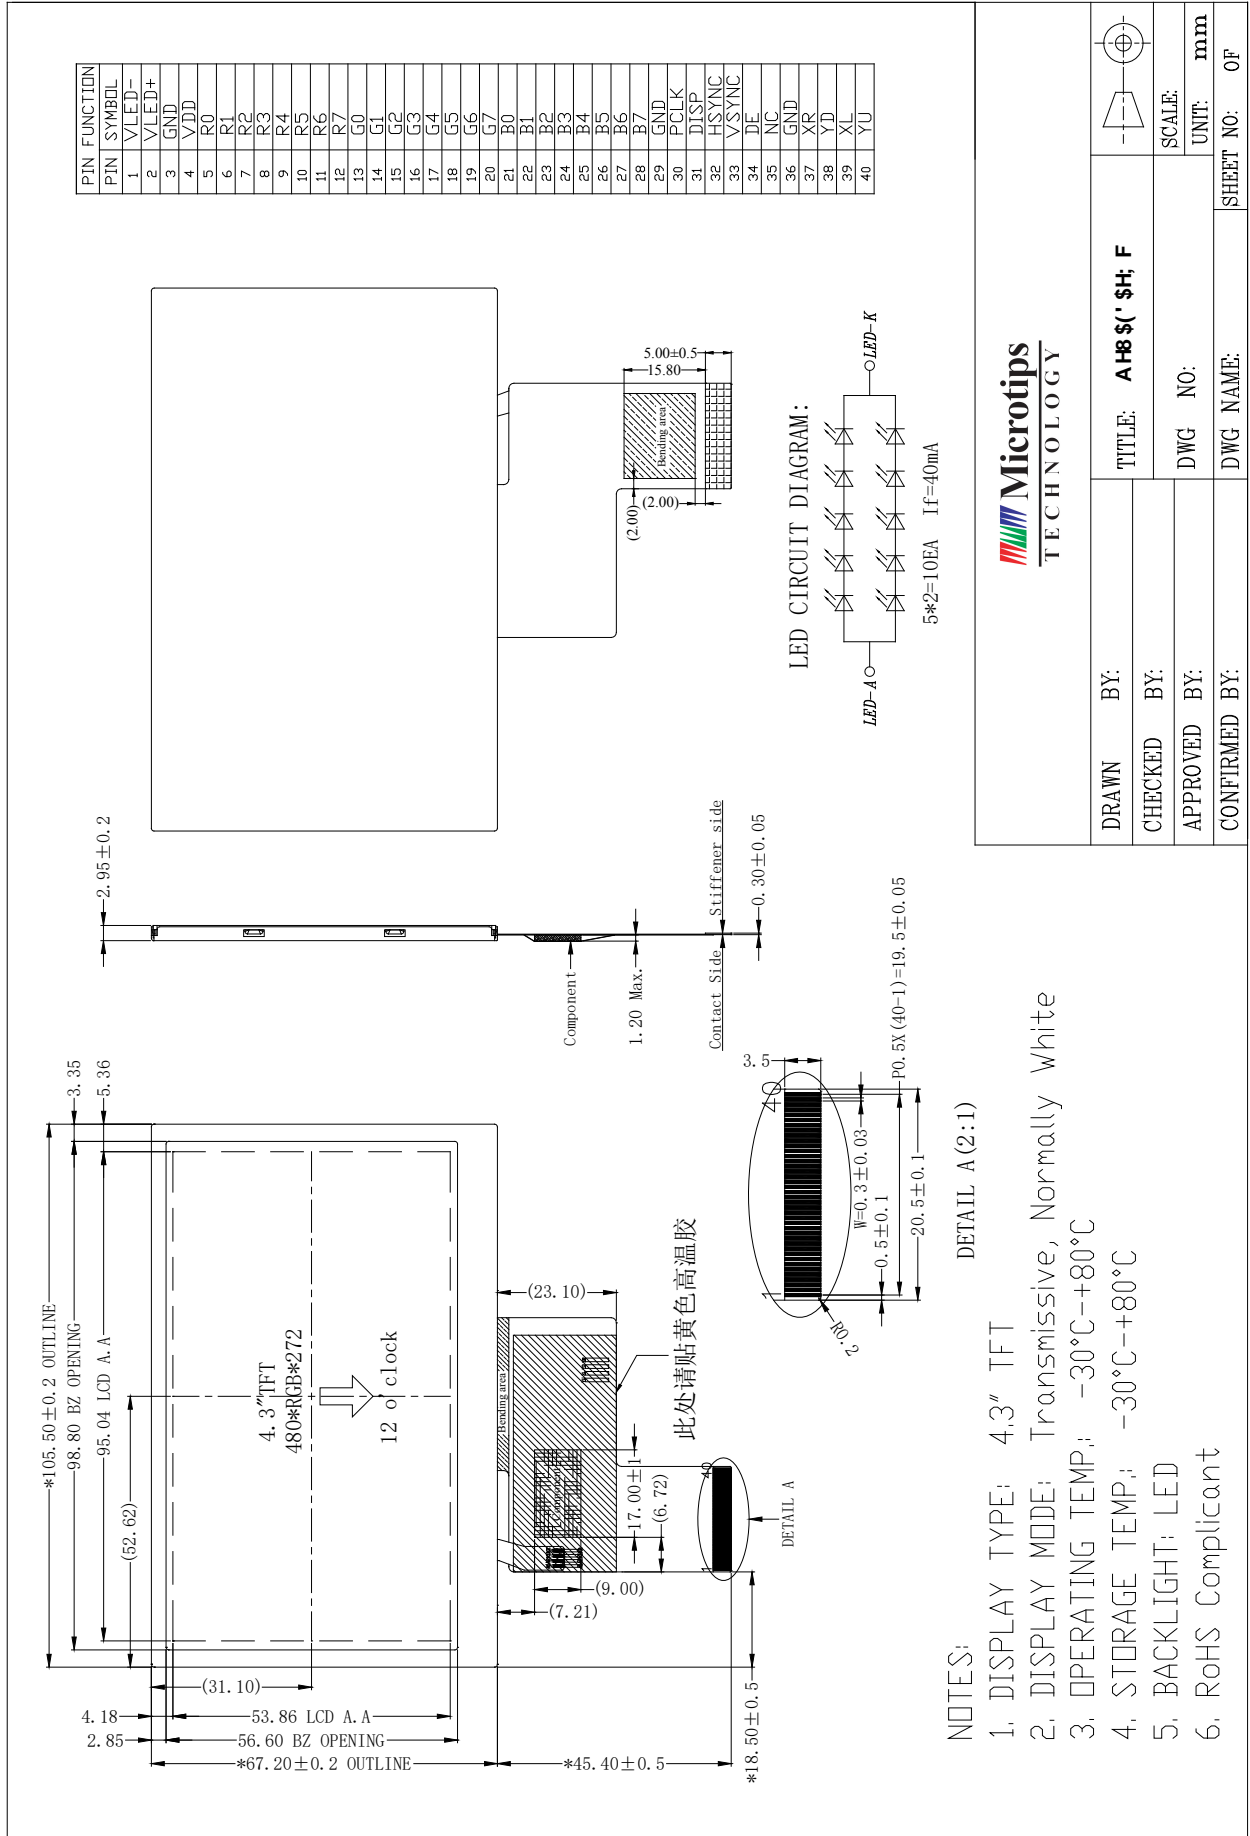 *105.50±0.2 OUTLINE
98.80 BZ OPENING
95.04 LCD A.A
(52.62)
3.35
5.36
4.3"TFT
480*RGB*272
12 o'clock
(31.10)
4.18
53.86 LCD A.A
2.85
56.60 BZ OPENING
*67.20±0.2 OUTLINE
*45.40±0.5
*18.50±0.5
Bending area
Component
(23.10)
17.00±1
(6.72)
(9.00)
(7.21)
1
40
DETAIL A
此处请贴黄色高温胶
2.95±0.2
Component
1.20 Max.
Contact Side
Stiffener side
0.30±0.05
5.00±0.5
15.80
Bending area
(2.00)
(2.00)
PIN FUNCTION
PIN SYMBOL
1 VLED-
2 VLED+
3 GND
4 VDD
5 R0
6 R1
7 R2
8 R3
9 R4
10 R5
11 R6
12 R7
13 G0
14 G1
15 G2
16 G3
17 G4
18 G5
19 G6
20 G7
21 B0
22 B1
23 B2
24 B3
25 B4
26 B5
27 B6
28 B7
29 GND
30 PCLK
31 DISP
32 HSYNC
33 VSYNC
34 DE
35 NC
36 GND
37 XR
38 YD
39 XL
40 YU
3.5
1
40
R0.2
W=0.3±0.03
0.5±0.1
P0.5X(40-1)=19.5±0.05
20.5±0.1
DETAIL A(2:1)
LED CIRCUIT DIAGRAM:
LED-A
LED-K
5*2=10EA If=40mA
NOTES:
1. DISPLAY TYPE: 4.3" TFT
2. DISPLAY MODE: Transmissive, Normally White
3. OPERATING TEMP.: -30°C-+80°C
4. STORAGE TEMP.: -30°C-+80°C
5. BACKLIGHT: LED
6. RoHS Complicant
Microtips
TECHNOLOGY
DRAWN BY:
CHECKED BY:
APPROVED BY:
CONFIRMED BY:
TITLE: AH8$('$H; F
DWG NO:
DWG NAME:
SCALE:
UNIT: mm
SHEET NO: OF